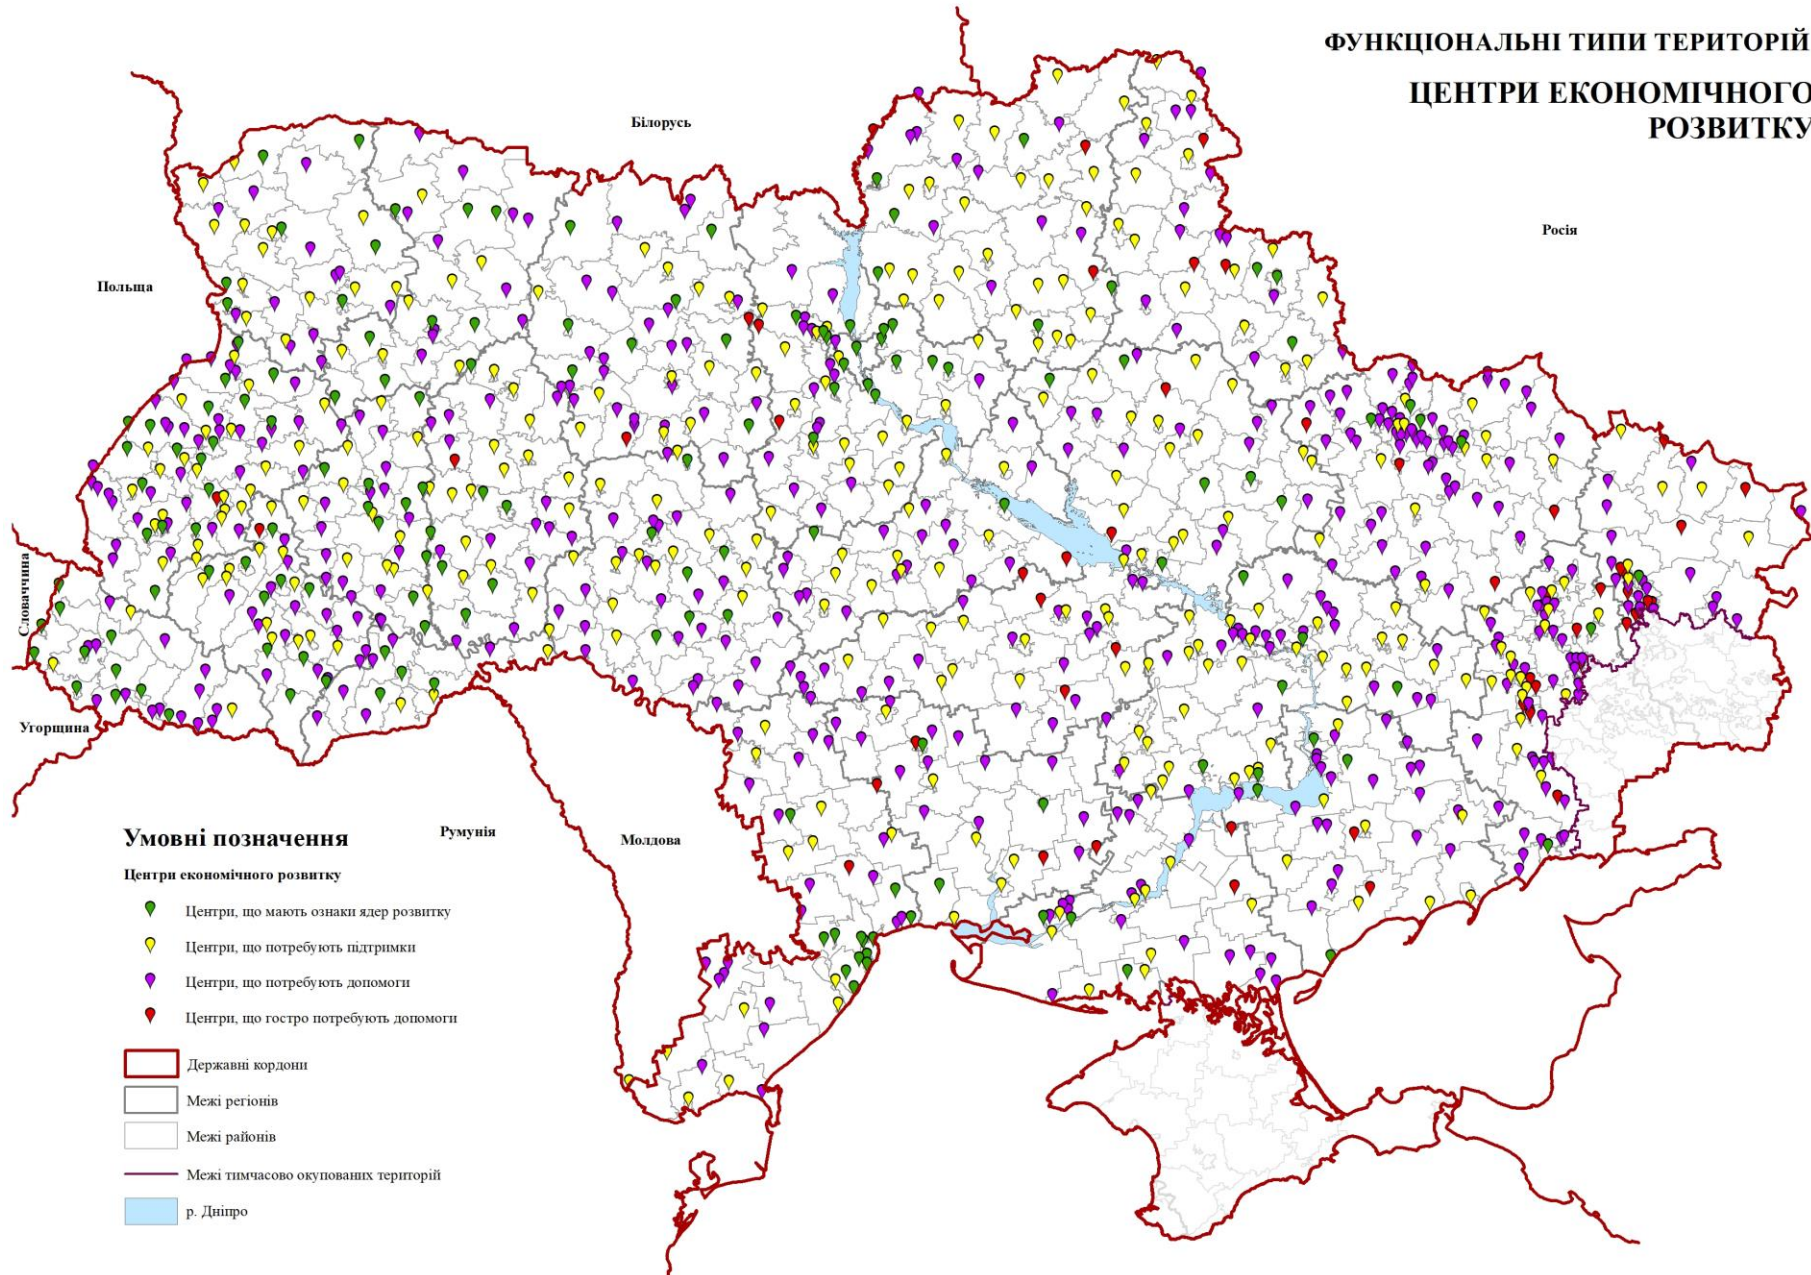 ФУНКЦІОНАЛЬНІ ТИПИ ТЕРИТОРІЙ
ЦЕНТРИ ЕКОНОМІЧНОГО
РОЗВИТКУ
Білорусь
Росія
Польща
Словаччина
Угорщина
Румунія
Молдова
Умовні позначення
Центри економічного розвитку
Центри, що мають ознаки ядер розвитку
Центри, що потребують підтримки
Центри, що потребують допомоги
Центри, що гостро потребують допомоги
Державні кордони
Межі регіонів
Межі районів
Межі тимчасово окупованих територій
р. Дніпро